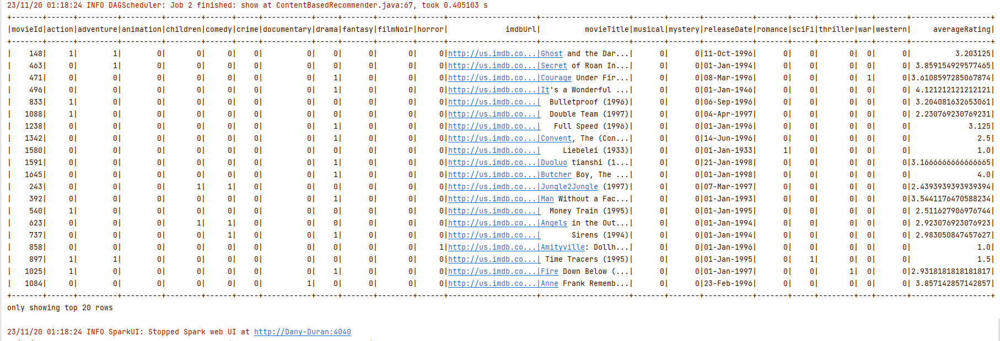 23/11/20 01:18:24 INFO DAGScheduler: Job 2 finished: show at ContentBasedRecommender.java:67, took 0.405103 s
+-------+------+---------+---------+--------+------+-----+-----------+-----+-------+--------+------+--------------------+--------------------+-------+-------+-----------+-------+-----+--------+---+-------+------------------+
|movieId|action|adventure|animation|children|comedy|crime|documentary|drama|fantasy|filmNoir|horror|             imdbUrl|          movieTitle|musical|mystery|releaseDate|romance|sciFi|thriller|war|western|     averageRating|
+-------+------+---------+---------+--------+------+-----+-----------+-----+-------+--------+------+--------------------+--------------------+-------+-------+-----------+-------+-----+--------+---+-------+------------------+
|    148|     1|        1|        0|       0|     0|    0|          0|    0|      0|       0|     0|http://us.imdb.co...|Ghost and the Dar...|      0|      0|11-Oct-1996|      0|    0|       0|  0|      0|          3.203125|
|    463|     0|        1|        0|       0|     0|    0|          0|    0|      0|       0|     0|http://us.imdb.co...|Secret of Roan In...|      0|      0|01-Jan-1994|      0|    0|       0|  0|      0| 3.859154929577465|
|    471|     0|        0|        0|       0|     0|    0|          0|    1|      0|       0|     0|http://us.imdb.co...|Courage Under Fir...|      0|      0|08-Mar-1996|      0|    0|       0|  1|      0|3.6108597285067874|
|    496|     0|        0|        0|       0|     0|    0|          0|    1|      0|       0|     0|http://us.imdb.co...|It's a Wonderful ...|      0|      0|01-Jan-1946|      0|    0|       0|  0|      0| 4.121212121212121|
|    833|     1|        0|        0|       0|     0|    0|          0|    0|      0|       0|     0|http://us.imdb.co...|  Bulletproof (1996)|      0|      0|06-Sep-1996|      0|    0|       0|  0|      0| 3.204081632653061|
|   1088|     1|        0|        0|       0|     0|    0|          0|    0|      0|       0|     0|http://us.imdb.co...|  Double Team (1997)|      0|      0|04-Apr-1997|      0|    0|       0|  0|      0| 2.230769230769231|
|   1238|     0|        0|        0|       0|     0|    0|          0|    1|      0|       0|     0|http://us.imdb.co...|   Full Speed (1996)|      0|      0|01-Jan-1996|      0|    0|       0|  0|      0|             3.125|
|   1342|     0|        0|        0|       0|     0|    0|          0|    1|      0|       0|     0|http://us.imdb.co...|Convent, The (Con...|      0|      0|14-Jun-1996|      0|    0|       0|  0|      0|               2.5|
|   1580|     0|        0|        0|       0|     0|    0|          0|    0|      0|       0|     0|http://us.imdb.co...|     Liebelei (1933)|      0|      0|01-Jan-1933|      1|    0|       0|  0|      0|               1.0|
|   1591|     0|        0|        0|       0|     0|    0|          0|    1|      0|       0|     0|http://us.imdb.co...|Duoluo tianshi (1...|      0|      0|21-Jan-1998|      0|    0|       0|  0|      0|3.1666666666666665|
|   1645|     0|        0|        0|       0|     0|    0|          0|    1|      0|       0|     0|http://us.imdb.co...|Butcher Boy, The ...|      0|      0|01-Jan-1998|      0|    0|       0|  0|      0|               4.0|
|    243|     0|        0|        0|       1|     1|    0|          0|    0|      0|       0|     0|http://us.imdb.co...|Jungle2Jungle (1997)|      0|      0|07-Mar-1997|      0|    0|       0|  0|      0|2.4393939393939394|
|    392|     0|        0|        0|       0|     0|    0|          0|    1|      0|       0|     0|http://us.imdb.co...|Man Without a Fac...|      0|      0|01-Jan-1993|      0|    0|       0|  0|      0|3.5441176470588234|
|    540|     1|        0|        0|       0|     0|    0|          0|    0|      0|       0|     0|http://us.imdb.co...|  Money Train (1995)|      0|      0|01-Jan-1995|      0|    0|       0|  0|      0| 2.511627906976744|
|    623|     0|        0|        0|       1|     1|    0|          0|    0|      0|       0|     0|http://us.imdb.co...|Angels in the Out...|      0|      0|01-Jan-1994|      0|    0|       0|  0|      0| 2.923076923076923|
|    737|     0|        0|        0|       0|     1|    0|          0|    1|      0|       0|     0|http://us.imdb.co...|       Sirens (1994)|      0|      0|01-Jan-1994|      0|    0|       0|  0|      0| 2.983050847457627|
|    858|     0|        0|        0|       0|     0|    0|          0|    0|      0|       0|     1|http://us.imdb.co...|Amityville: Dollh...|      0|      0|01-Jan-1996|      0|    0|       0|  0|      0|               1.0|
|    897|     1|        1|        0|       0|     0|    0|          0|    0|      0|       0|     0|http://us.imdb.co...| Time Tracers (1995)|      0|      0|01-Jan-1995|      0|    1|       0|  0|      0|               1.5|
|   1025|     1|        0|        0|       0|     0|    0|          0|    1|      0|       0|     0|http://us.imdb.co...|Fire Down Below (...|      0|      0|01-Jan-1997|      0|    0|       1|  0|      0|2.9318181818181817|
|   1084|     0|        0|        0|       0|     0|    0|          1|    0|      0|       0|     0|http://us.imdb.co...|Anne Frank Rememb...|      0|      0|23-Feb-1996|      0|    0|       0|  0|      0| 3.857142857142857|
+-------+------+---------+---------+--------+------+-----+-----------+-----+-------+--------+------+--------------------+--------------------+-------+-------+-----------+-------+-----+--------+---+-------+------------------+
only showing top 20 rows
23/11/20 01:18:24 INFO SparkUI: Stopped Spark web UI at http://Dany-Duran:4040